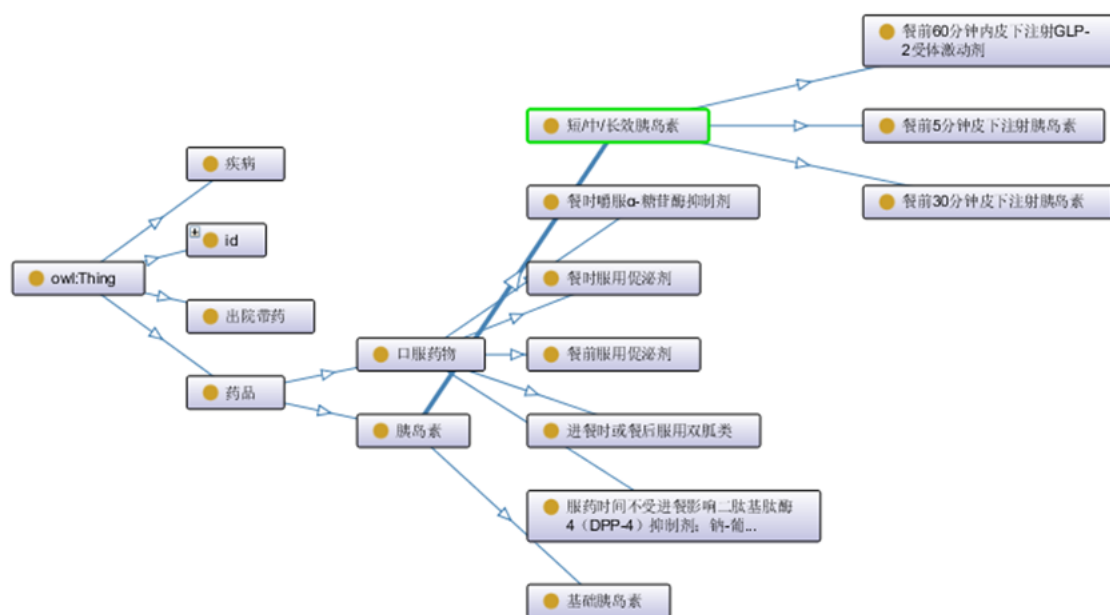 餐前60分钟内皮下注射GLP-
2受体激动剂
短/中/长效胰岛素
餐前5分钟皮下注射胰岛素
疾病
餐时嚼服α-糖苷酶抑制剂
餐前30分钟皮下注射胰岛素
id
owl:Thing
餐时服用促泌剂
出院带药
口服药物
餐前服用促泌剂
药品
胰岛素
进餐时或餐后服用双胍类
服药时间不受进餐影响二肽基肽酶
4（DPP-4）抑制剂；钠-葡...
基础胰岛素